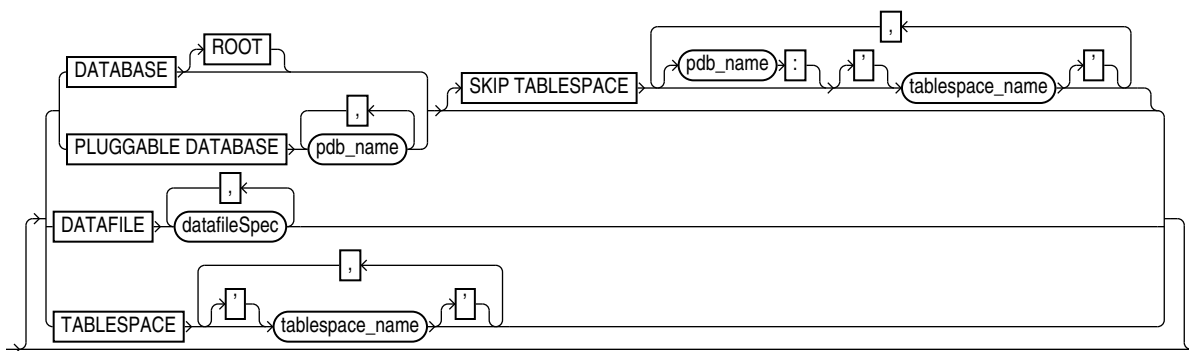 ,
ROOT
DATABASE
SKIP TABLESPACE
pdb_name
:
'
tablespace_name
'
,
PLUGGABLE DATABASE
pdb_name
,
DATAFILE
datafileSpec
,
TABLESPACE
'
tablespace_name
'